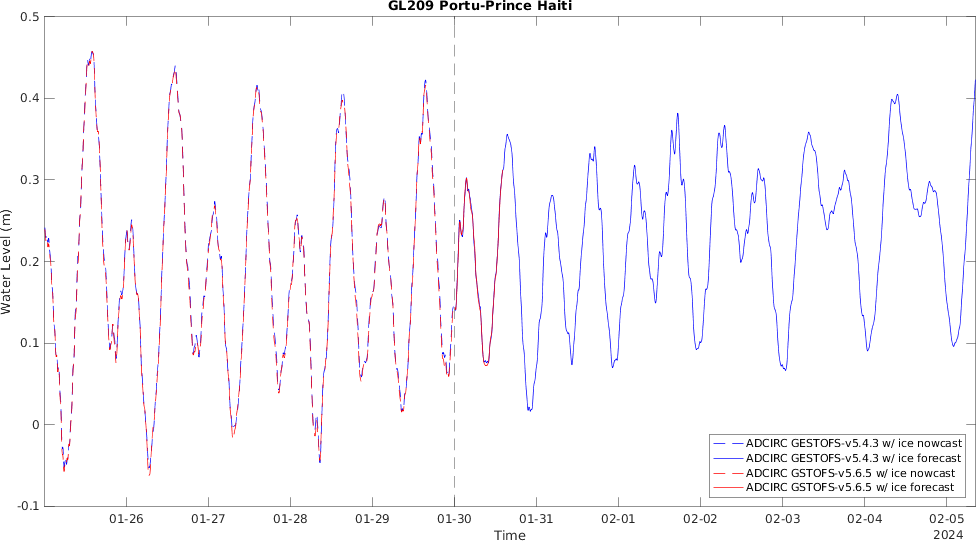 GL209 Portu-Prince Haiti
0.5
0.4
0.3
0.2
0.1
0
-0.1
Water Level (m)
01-26 01-27 01-28 01-29 01-30 01-31 02-01 02-02 02-03 02-04 02-05
Time
2024
ADCIRC GESTOFS-v5.4.3 w/ ice nowcast
ADCIRC GESTOFS-v5.4.3 w/ ice forecast
ADCIRC GSTOFS-v5.6.5 w/ ice nowcast
ADCIRC GSTOFS-v5.6.5 w/ ice forecast